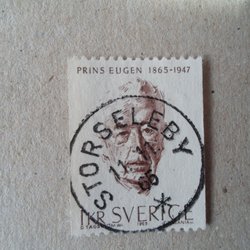 PRINS EUGEN 1865-1947
STORSELEBY
1 KR SVERIGE